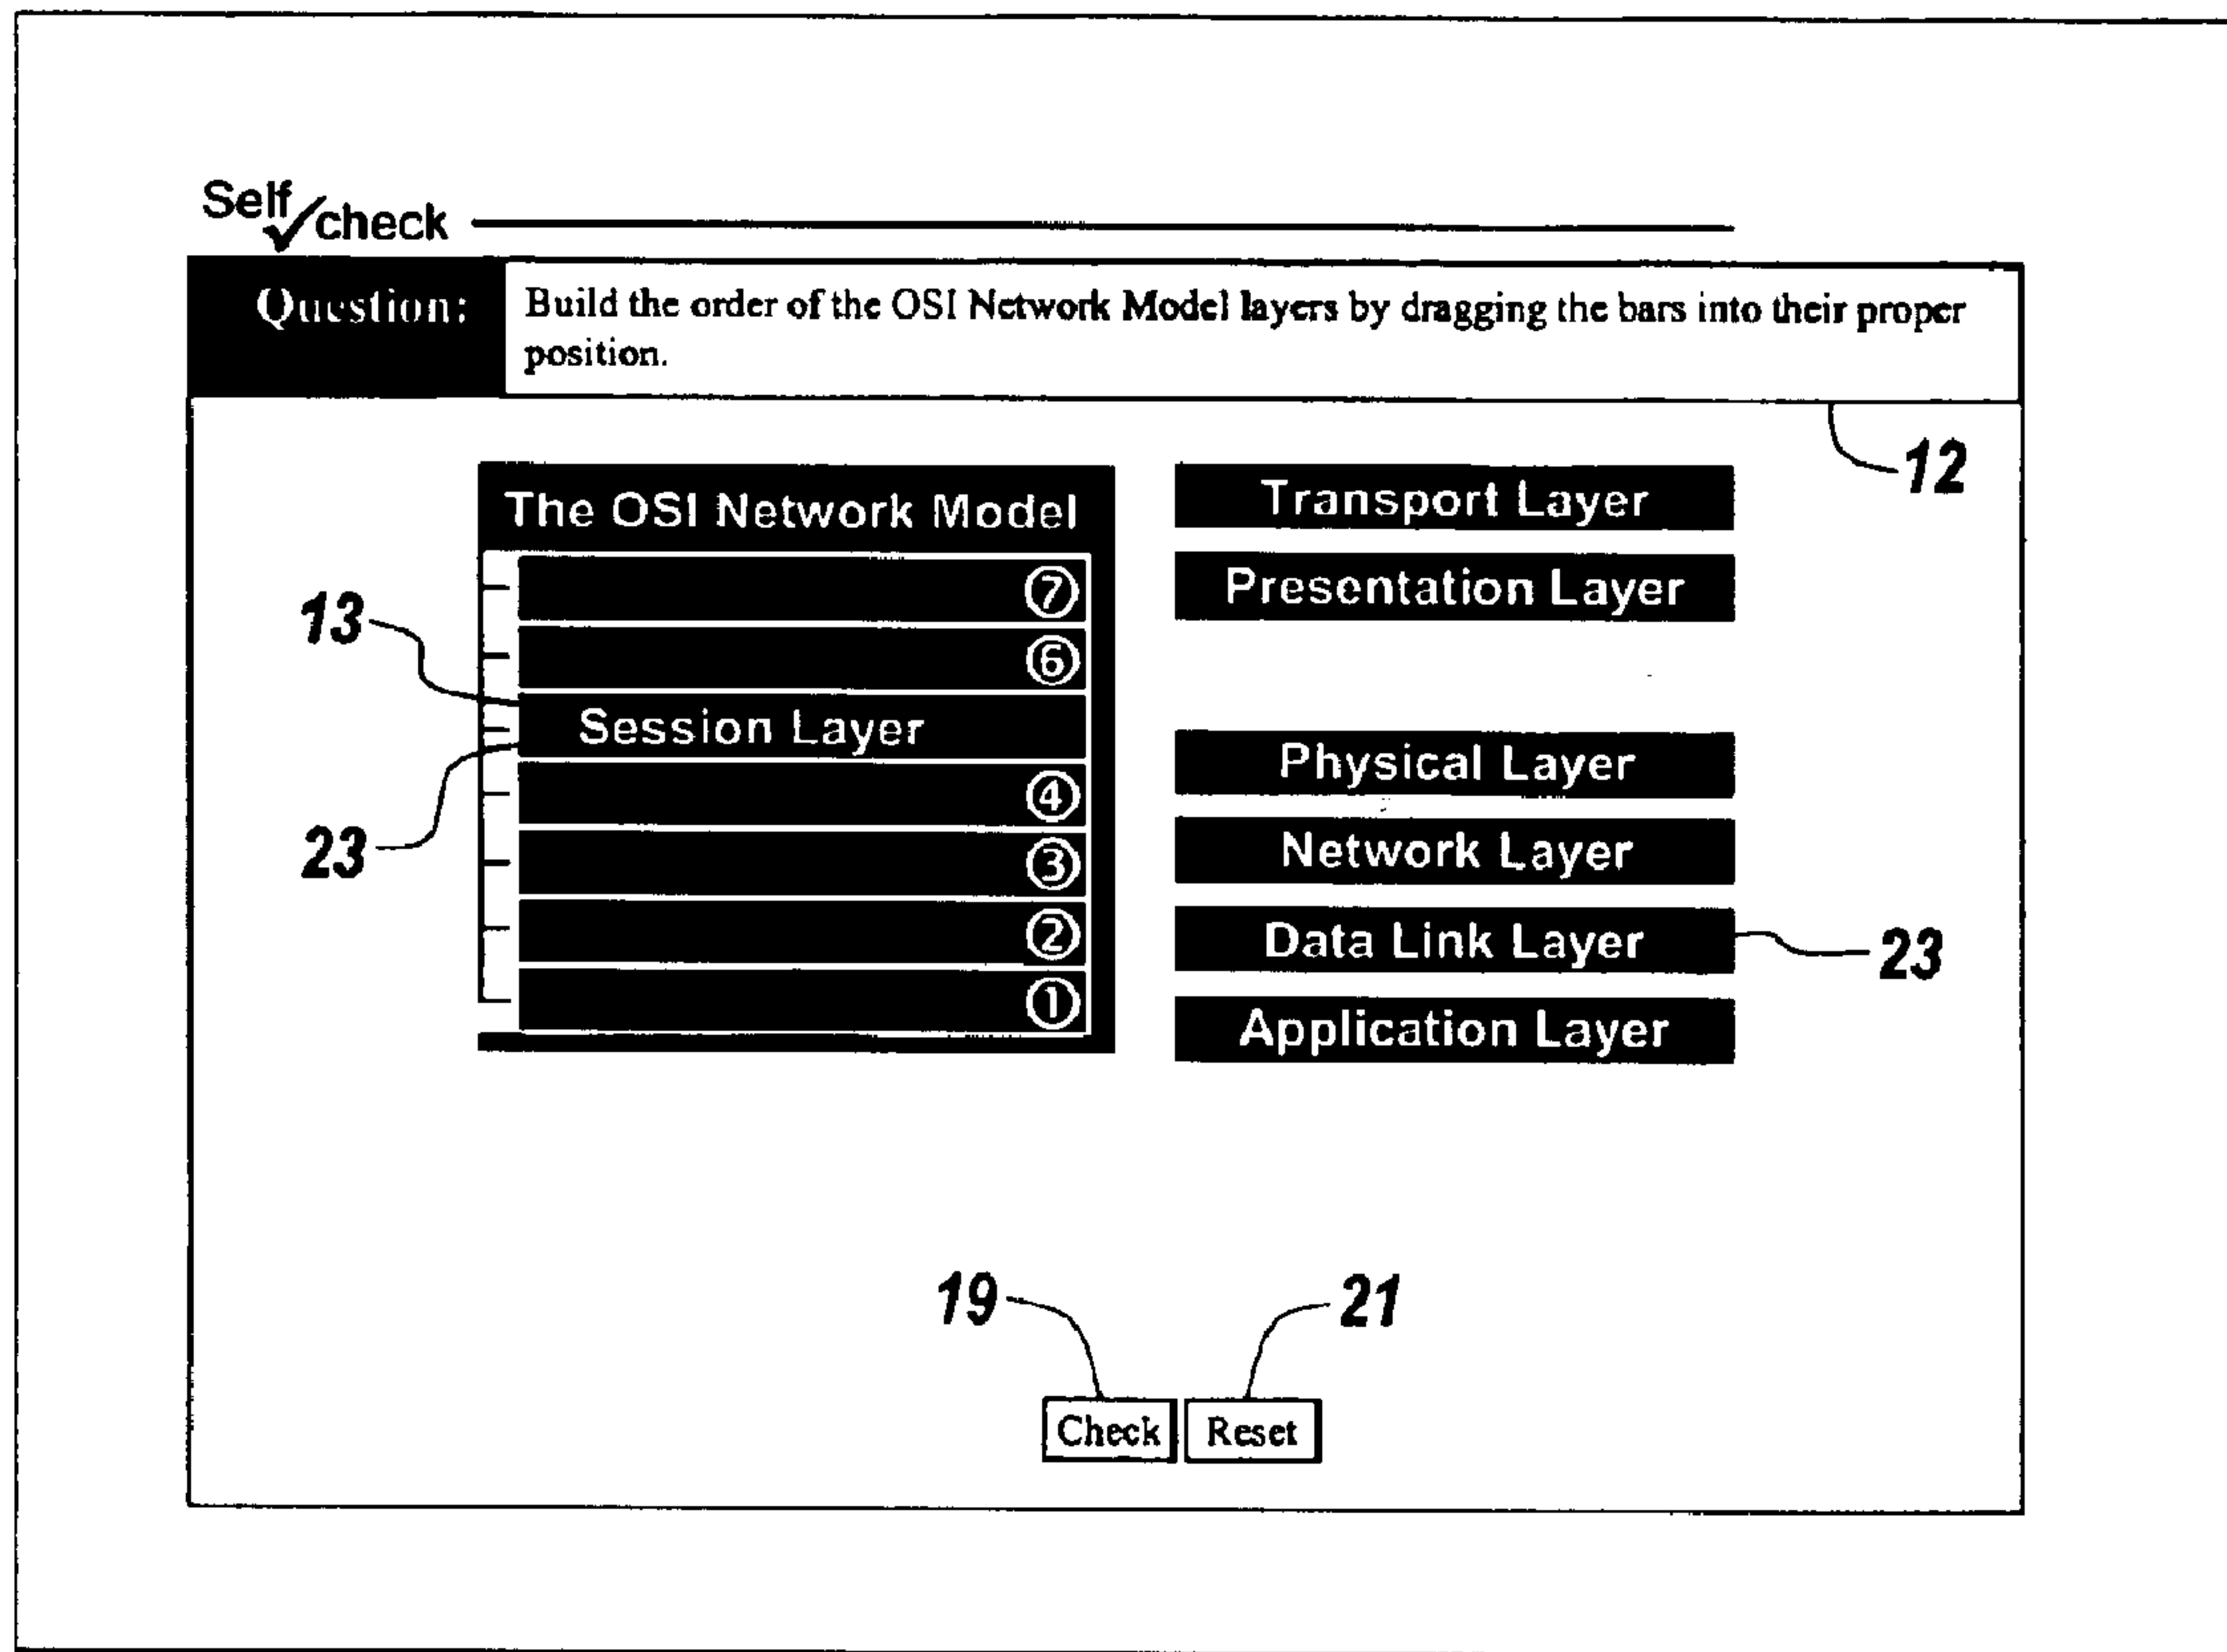 Self check
Question:
Build the order of the OSI Network Model layers by dragging the bars into their proper
position.
12
The OSI Network Model
7
6
Session Layer
4
3
2
1
13
23
Transport Layer
Presentation Layer
Physical Layer
Network Layer
Data Link Layer
Application Layer
23
19
21
Check
Reset